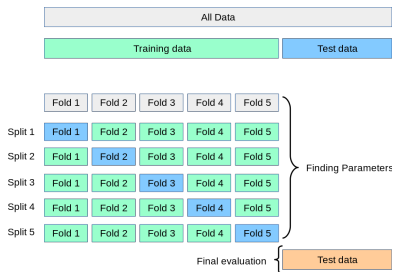 All Data
Training data Test data
Fold 1 Fold 2 Fold 3 Fold 4 Fold 5
Split 1 Fold 1 Fold 2 Fold 3 Fold 4 Fold 5
Split 2 Fold 1 Fold 2 Fold 3 Fold 4 Fold 5
Finding Parameters
Split 3 Fold 1 Fold 2 Fold 3 Fold 4 Fold 5
Split 4 Fold 1 Fold 2 Fold 3 Fold 4 Fold 5
Split 5 Fold 1 Fold 2 Fold 3 Fold 4 Fold 5
Final evaluation Test data